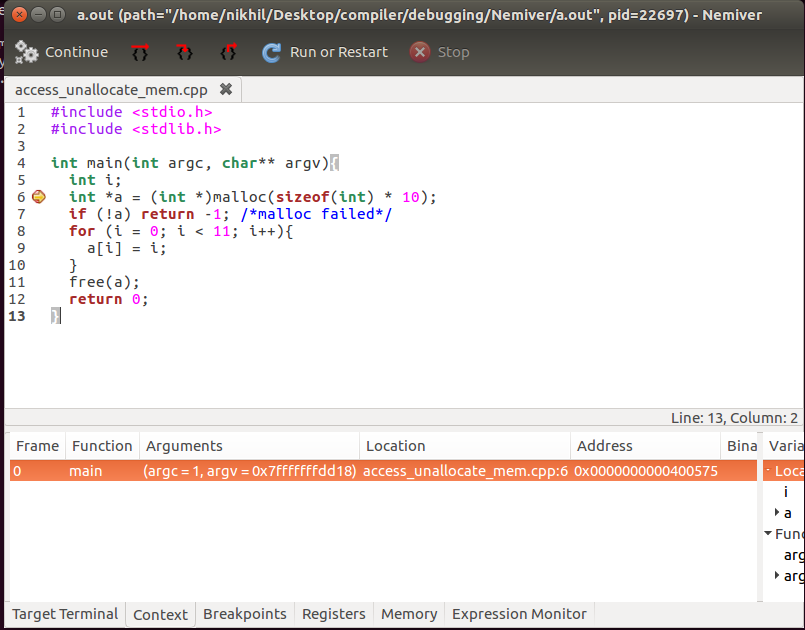 a.out (path="/home/nikhil/Desktop/compiler/debugging/Nemiver/a.out", pid=22697) - Nemiver
Continue Run or Restart Stop
access_unallocate_mem.cpp
1 #include <stdio.h>
2 #include <stdlib.h>
3
4 int main(int argc, char** argv){
5 int i;
6 int *a = (int *)malloc(sizeof(int) * 10);
7 if (!a) return -1; /*malloc failed*/
8 for (i = 0; i < 11; i++){
9 a[i] = i;
10 }
11 free(a);
12 return 0;
13 }
Line: 13, Column: 2
Frame Function Arguments Location Address Bina Varia
0 main (argc = 1, argv = 0x7fffffffdd18) access_unallocate_mem.cpp:6 0x0000000000400575 Loca
i
a
Func
arg
arg
Target Terminal Context Breakpoints Registers Memory Expression Monitor